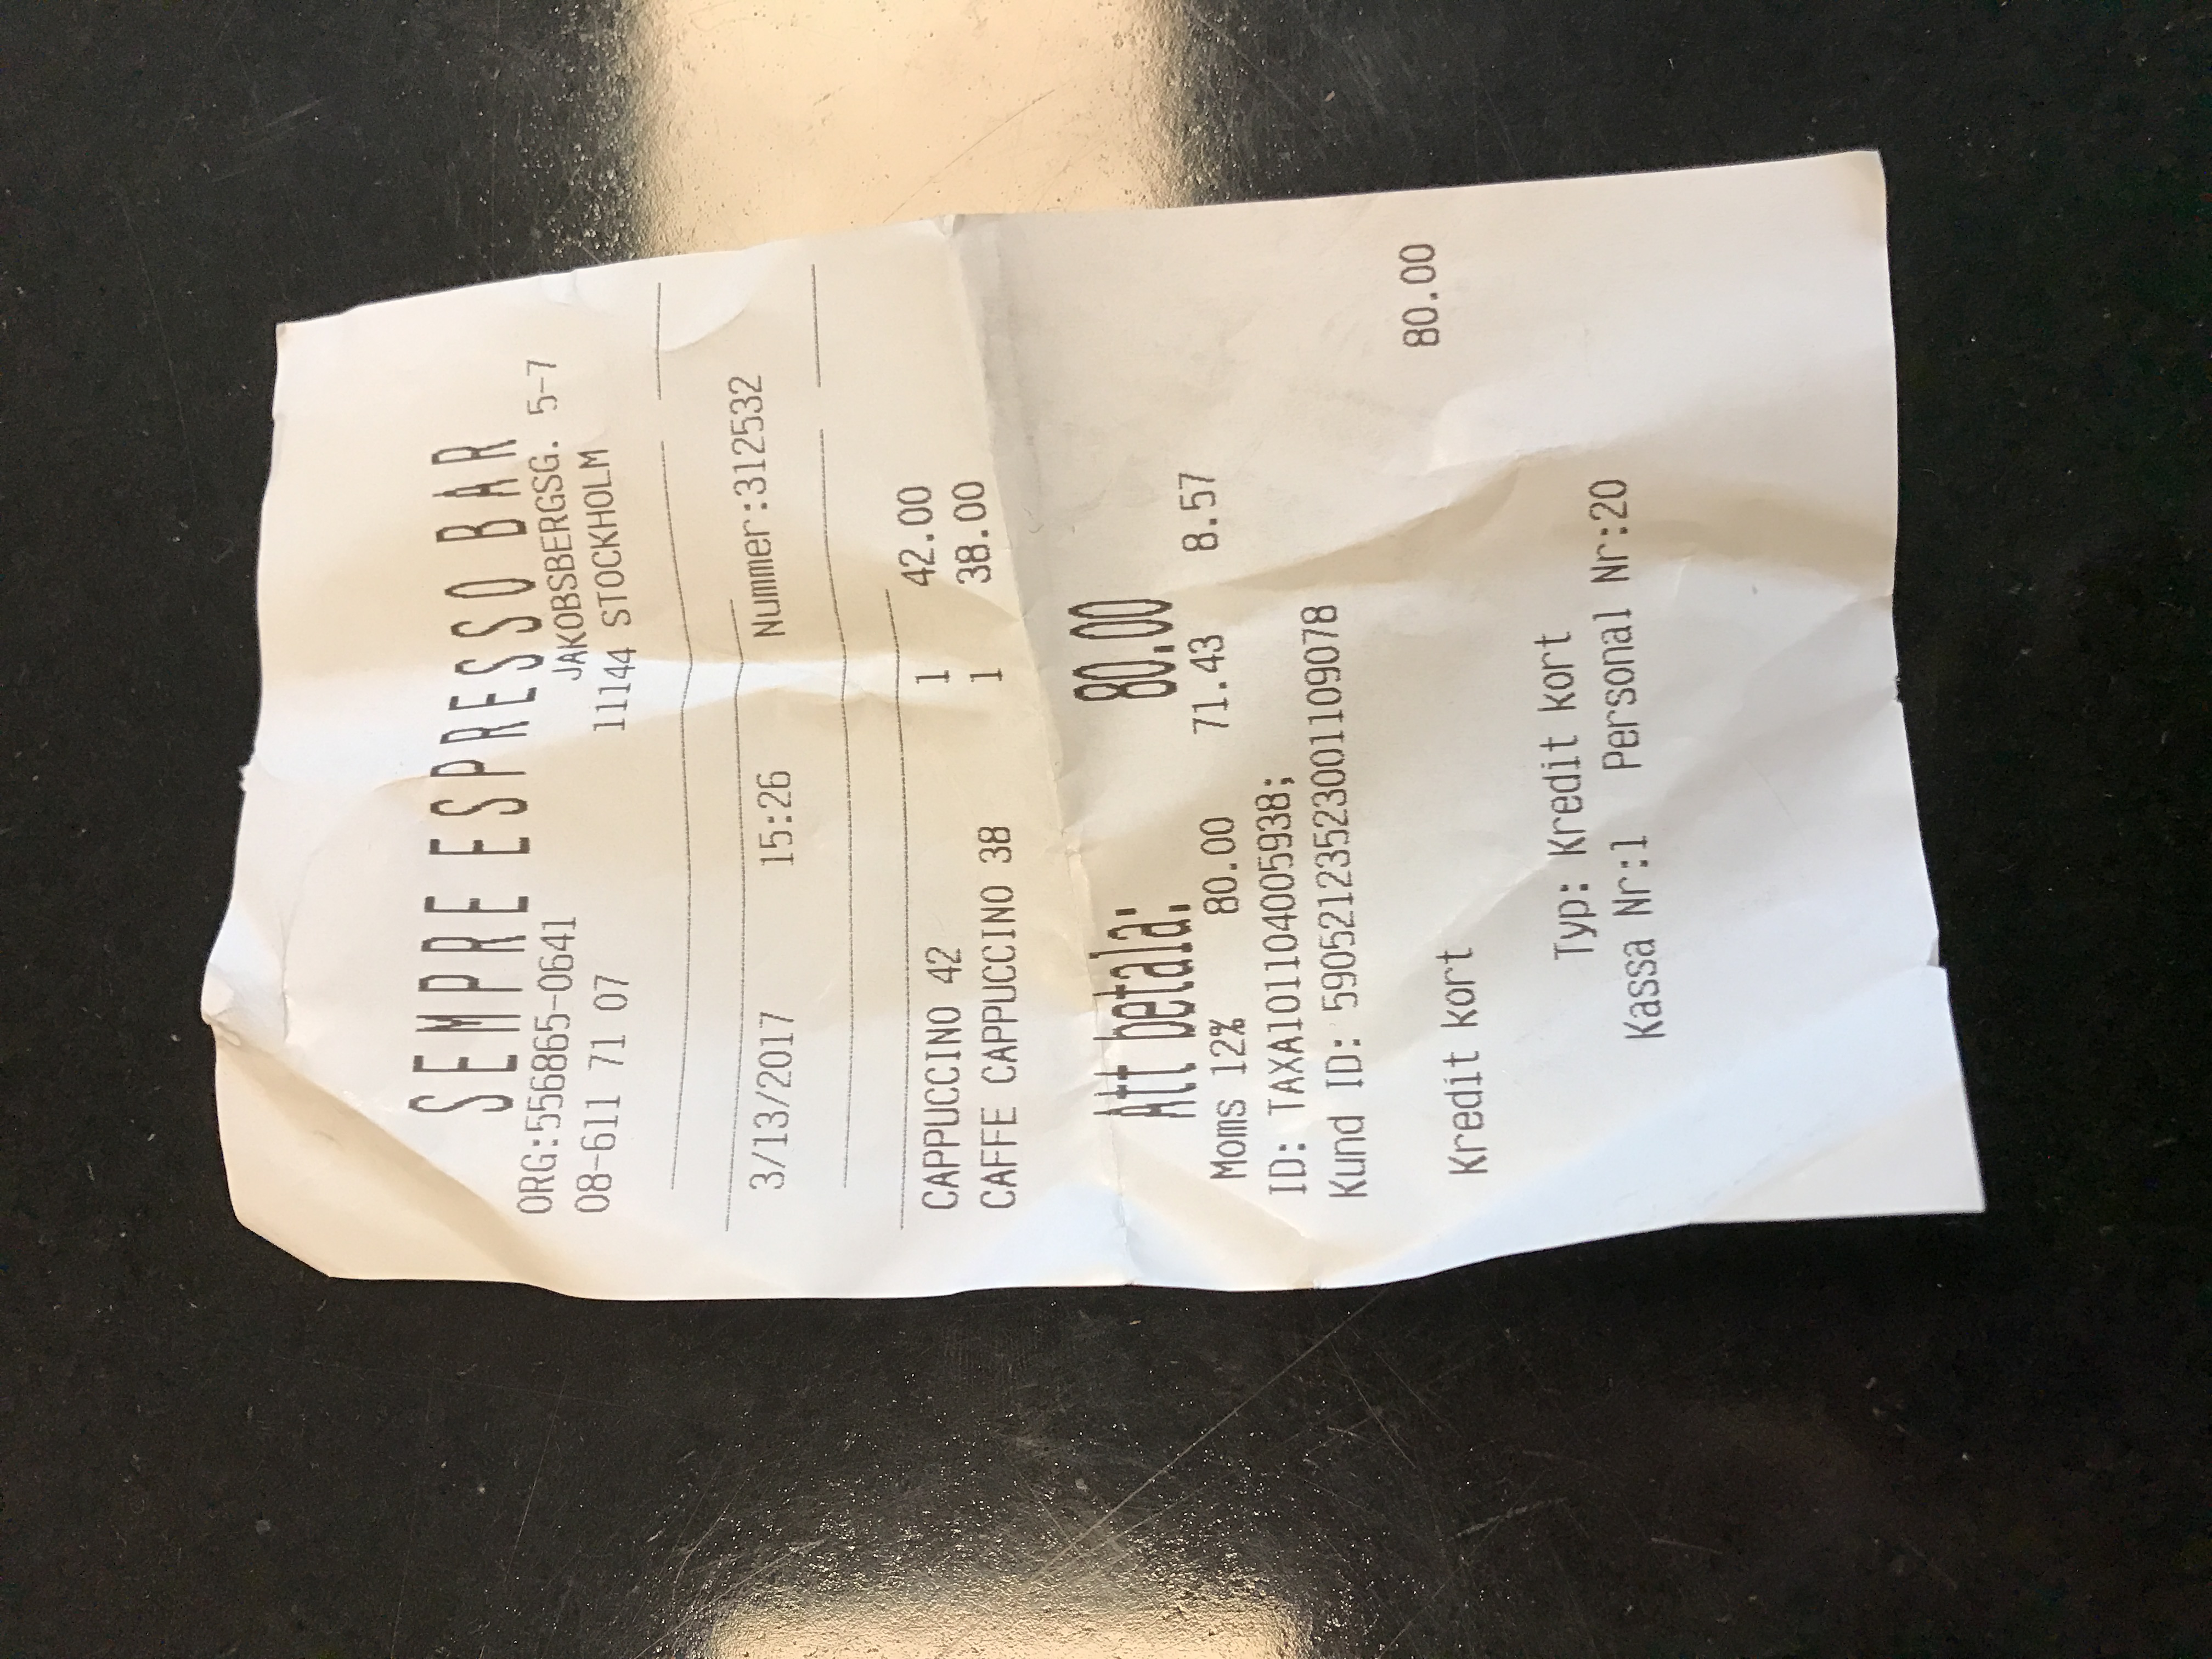 SEMPRE ESPRESSO BAR
ORG:556865-0641 JAKOBSBERGSG. 5-7
08-611 71 07 11144 STOCKHOLM
3/13/2017 15:26 Nummer:312532
CAPPUCCINO 42 1 42.00
CAFFE CAPPUCCINO 38 1 38.00
Att betala: 80.00
Moms 12% 80.00 71.43 8.57
ID: TAXA101104005938;
Kund ID: 59052123523001109078
Kredit kort 80.00
Typ: Kredit kort
Kassa Nr:1 Personal Nr:20